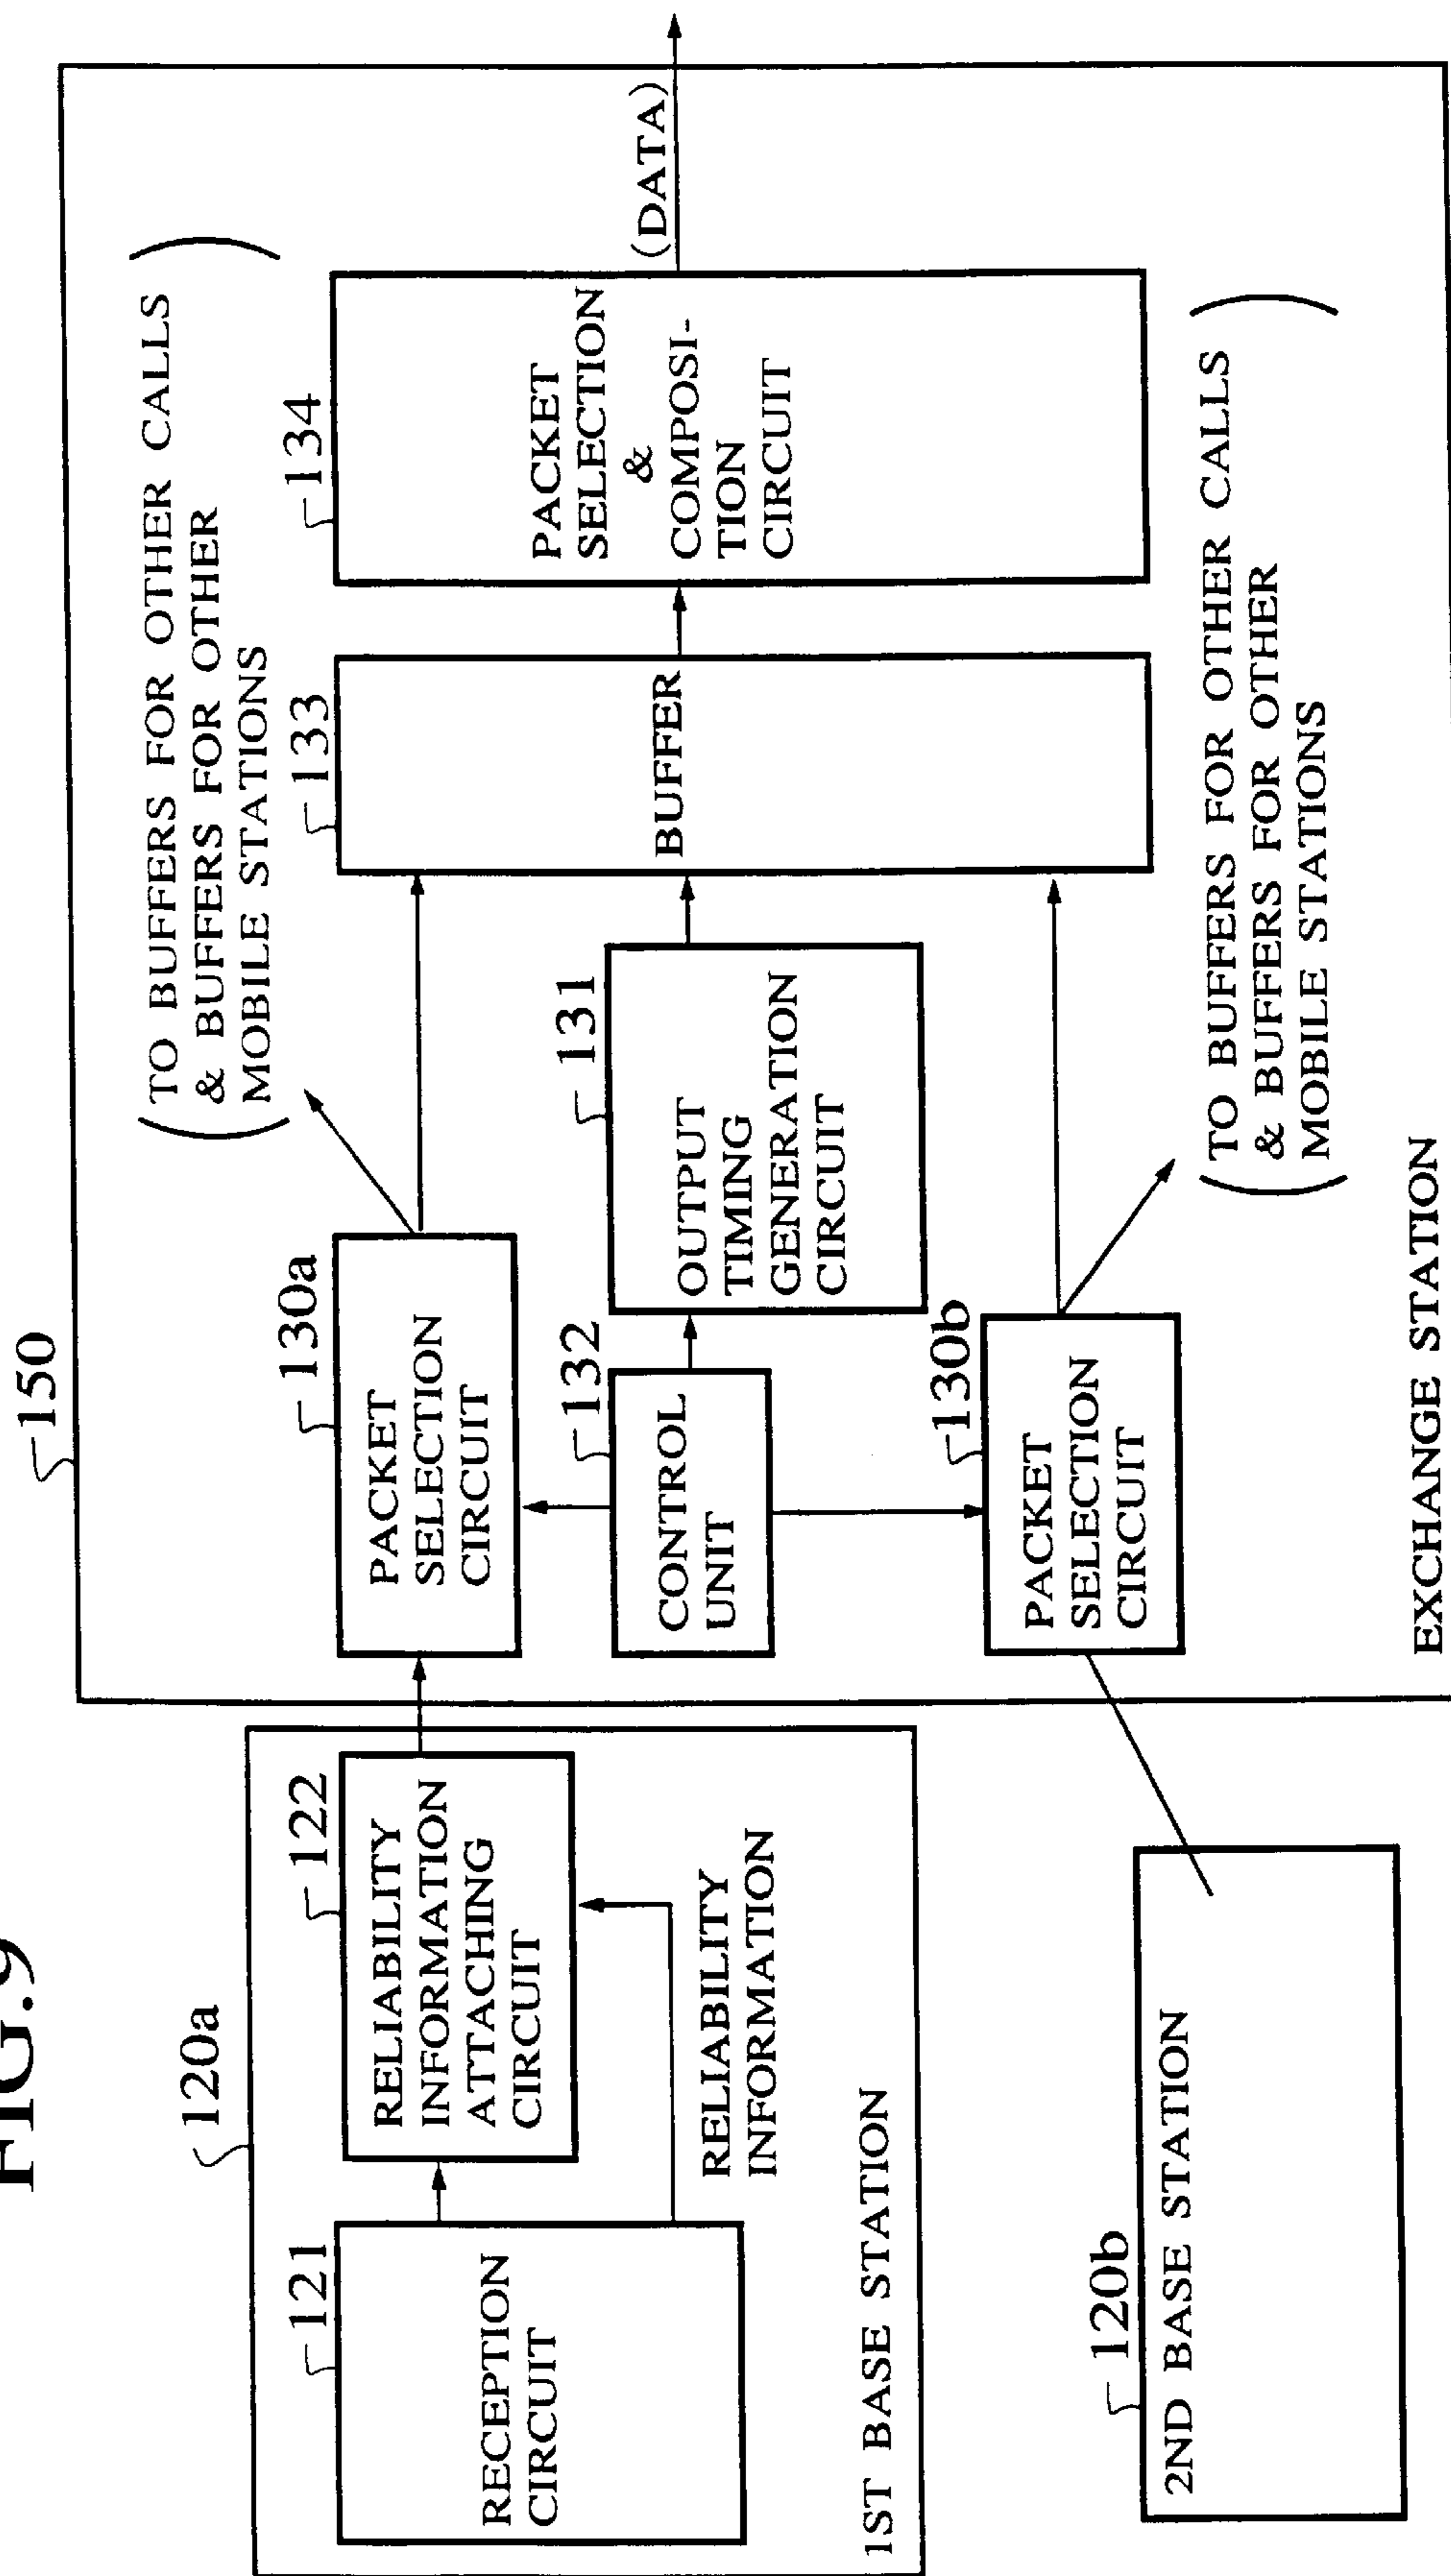 FIG.9
150
120a
1ST BASE STATION
121
RECEPTION
CIRCUIT
122
RELIABILITY
INFORMATION
ATTACHING
CIRCUIT
RELIABILITY
INFORMATION
120b
2ND BASE STATION
130a
PACKET
SELECTION
CIRCUIT
132
CONTROL
UNIT
130b
PACKET
SELECTION
CIRCUIT
131
OUTPUT
TIMING
GENERATION
CIRCUIT
(TO BUFFERS FOR OTHER CALLS
& BUFFERS FOR OTHER
MOBILE STATIONS)
133
BUFFER
134
PACKET
SELECTION
&
COMPOSI-
TION
CIRCUIT
(DATA)
(TO BUFFERS FOR OTHER CALLS
& BUFFERS FOR OTHER
MOBILE STATIONS)
EXCHANGE STATION